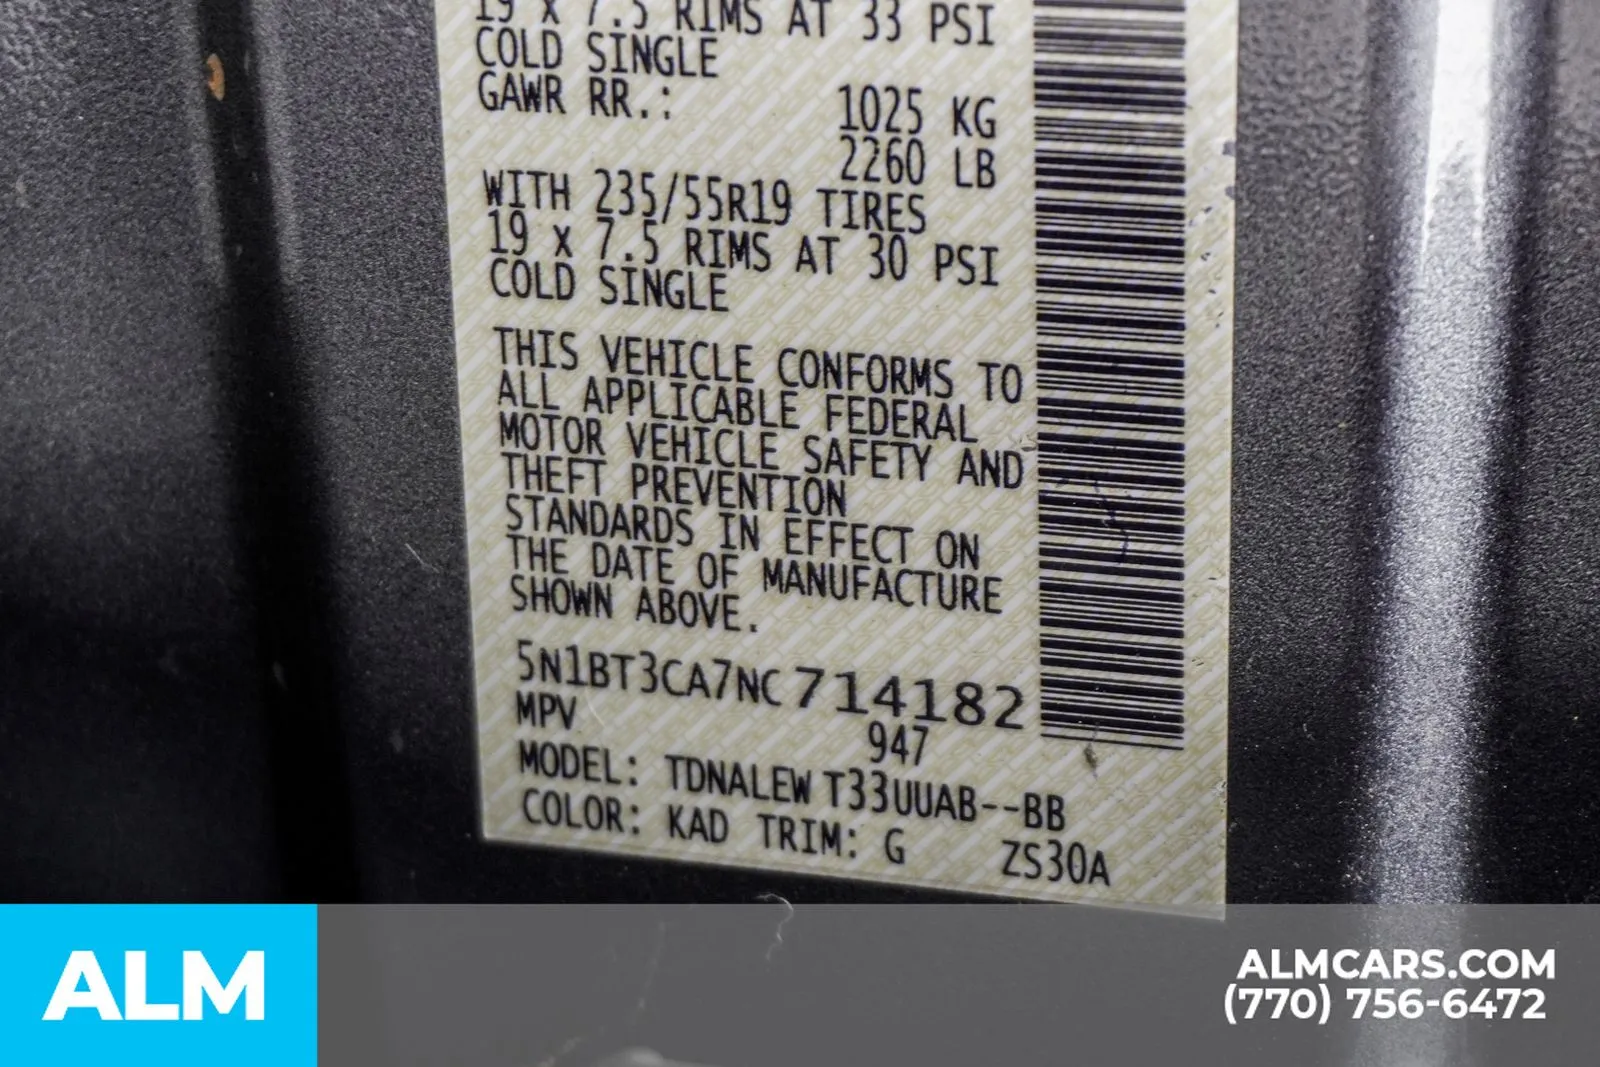 19 x 7.5 RIMS AT 33 PSI
COLD SINGLE
GAWR RR.: 1025 KG
2260 LB
WITH 235/55R19 TIRES
19 x 7.5 RIMS AT 30 PSI
COLD SINGLE
THIS VEHICLE CONFORMS TO
ALL APPLICABLE FEDERAL
MOTOR VEHICLE SAFETY AND
THEFT PREVENTION
STANDARDS IN EFFECT ON
THE DATE OF MANUFACTURE
SHOWN ABOVE.
5N1BT3CA7NC714182
MPV 947
MODEL: TDNALEW T33UUAB--BB
COLOR: KAD TRIM: G ZS30A
ALM
ALMCARS.COM
(770) 756-6472